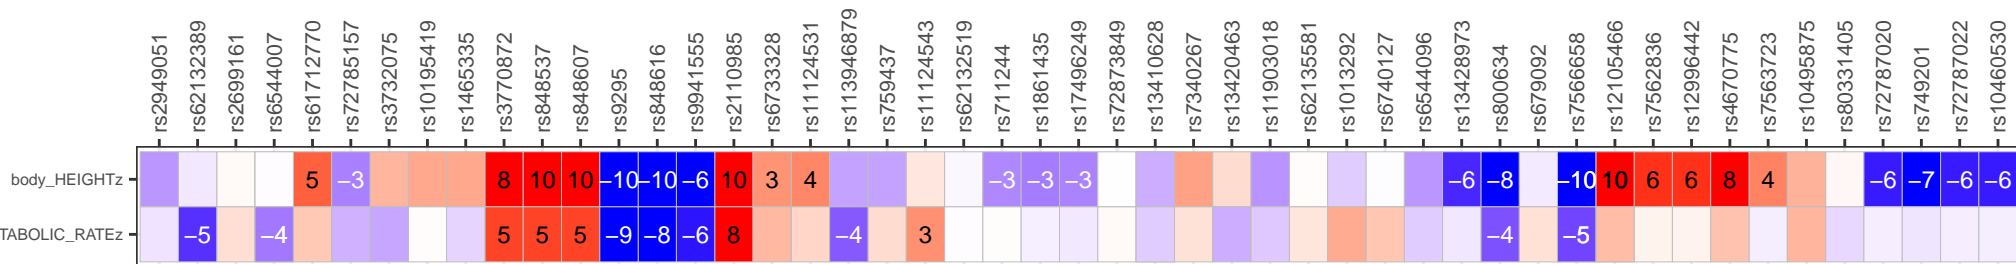 rs2949051
rs62132389
rs2699161
rs6544007
rs61712770
rs72785157
rs3732075
rs10195419
rs1465335
rs3770872
rs848537
rs848607
rs9295
rs848616
rs9941555
rs2110985
rs6733328
rs11124531
rs113946879
rs759437
rs11124543
rs62132519
rs711244
rs1861435
rs17496249
rs72873849
rs13410628
rs7340267
rs13420463
rs11903018
rs62135581
rs1013292
rs6740127
rs6544096
rs13428973
rs800634
rs679092
rs7566658
rs12105466
rs7562836
rs12996442
rs4670775
rs7563723
rs10495875
rs80331405
rs72787020
rs749201
rs72787022
rs10460530
body_HEIGHTz 5 −3 8 10 10 −10 −10 −6 10 3 4 −3 −3 −3 −6 −8 −10 10 6 6 8 4 −6 −7 −6 −6
TABOLIC_RATEz −5 −4 5 5 5 −9 −8 −6 8 −4 3 −4 −5